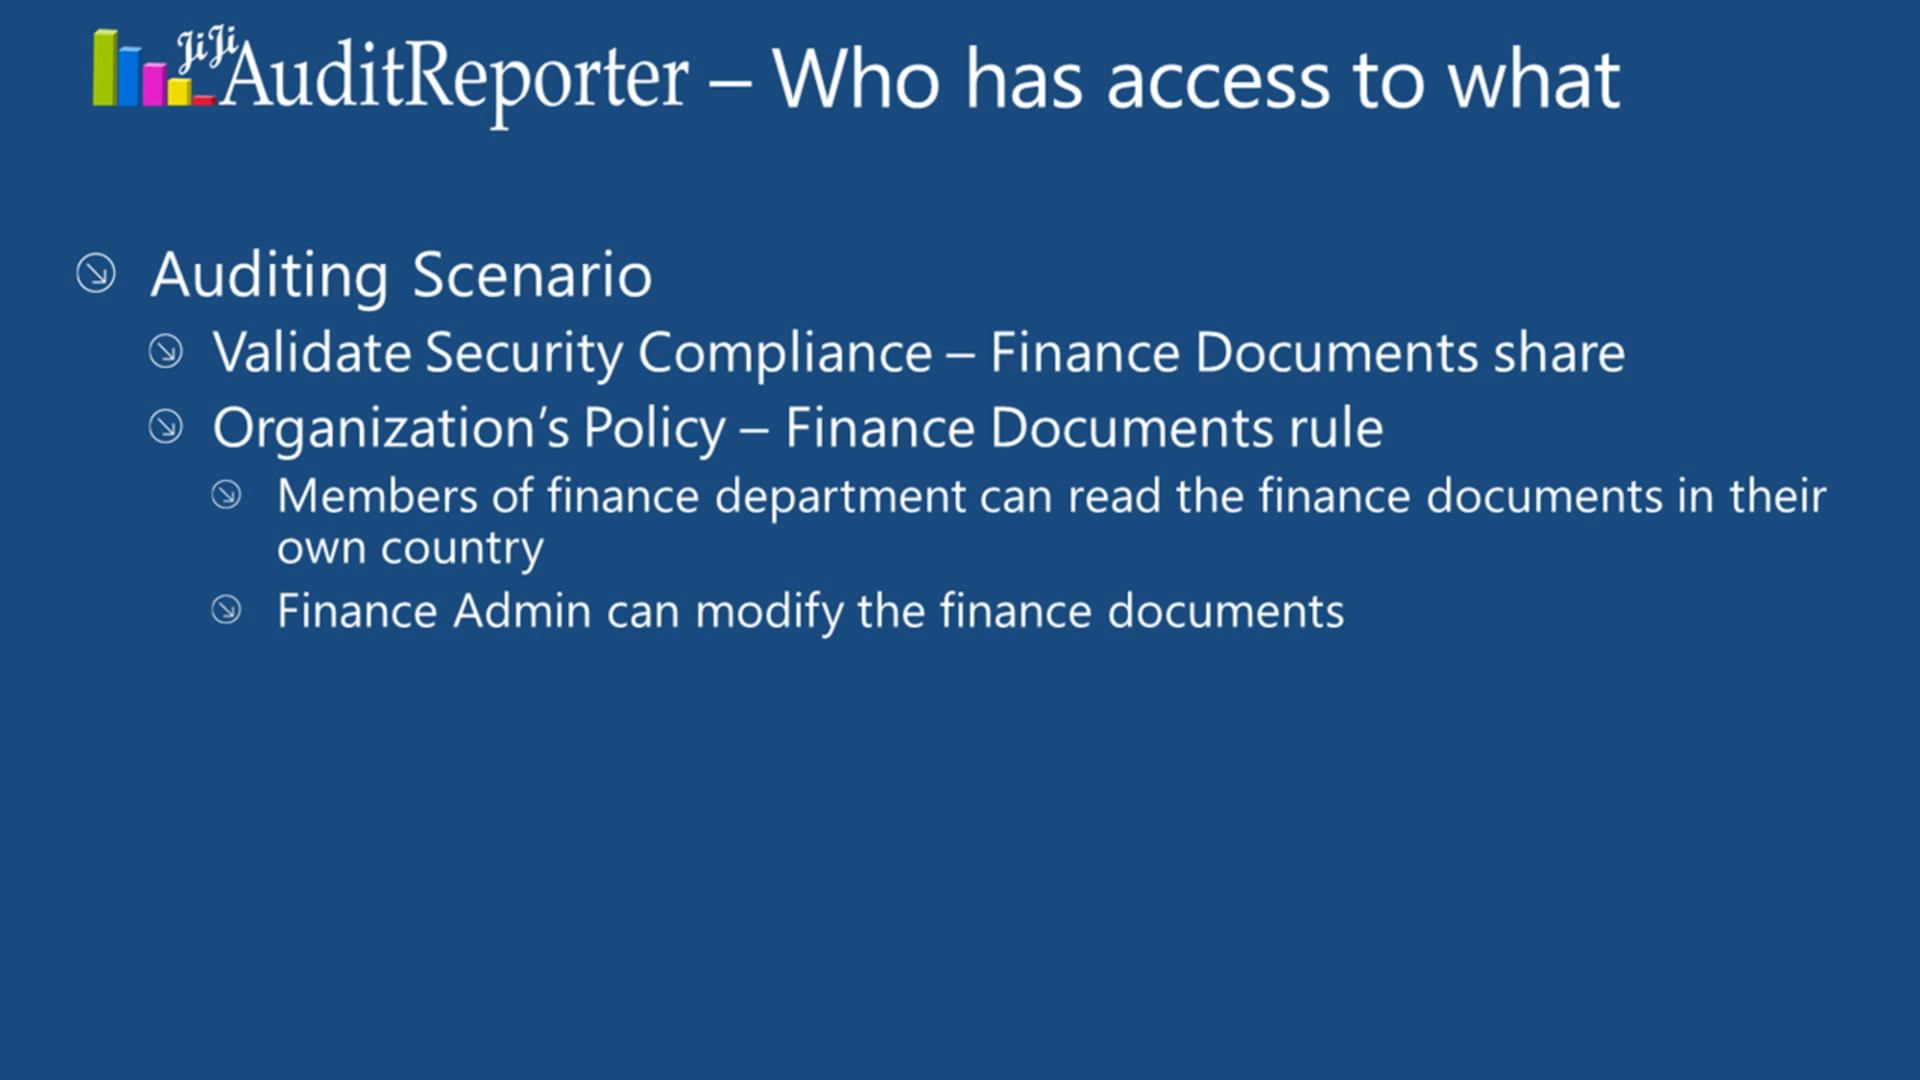 JiJi AuditReporter – Who has access to what
Auditing Scenario
Validate Security Compliance – Finance Documents share
Organization’s Policy – Finance Documents rule
Members of finance department can read the finance documents in their
own country
Finance Admin can modify the finance documents